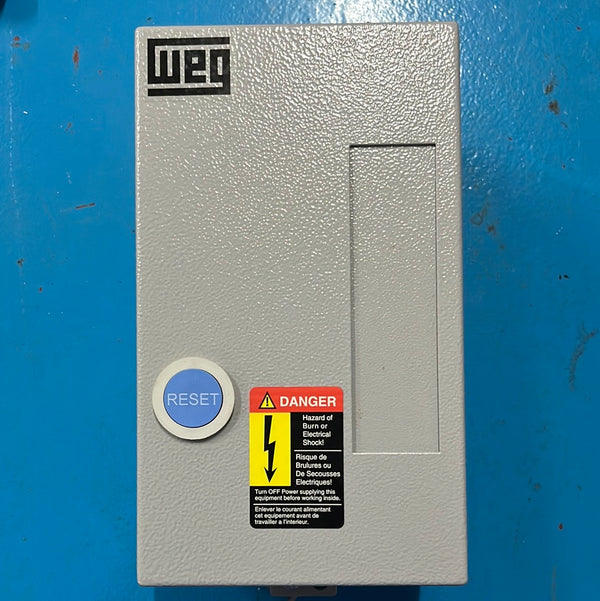 weg
RESET
DANGER
Hazard of
Burn or
Electrical
Shock!
Risque de
Brulures ou
De Secousses
Electriques!
Turn OFF Power supplying this
equipment before working inside.
Enlever le courant alimentant
cet equipement avant de
travailler a l'interieur.